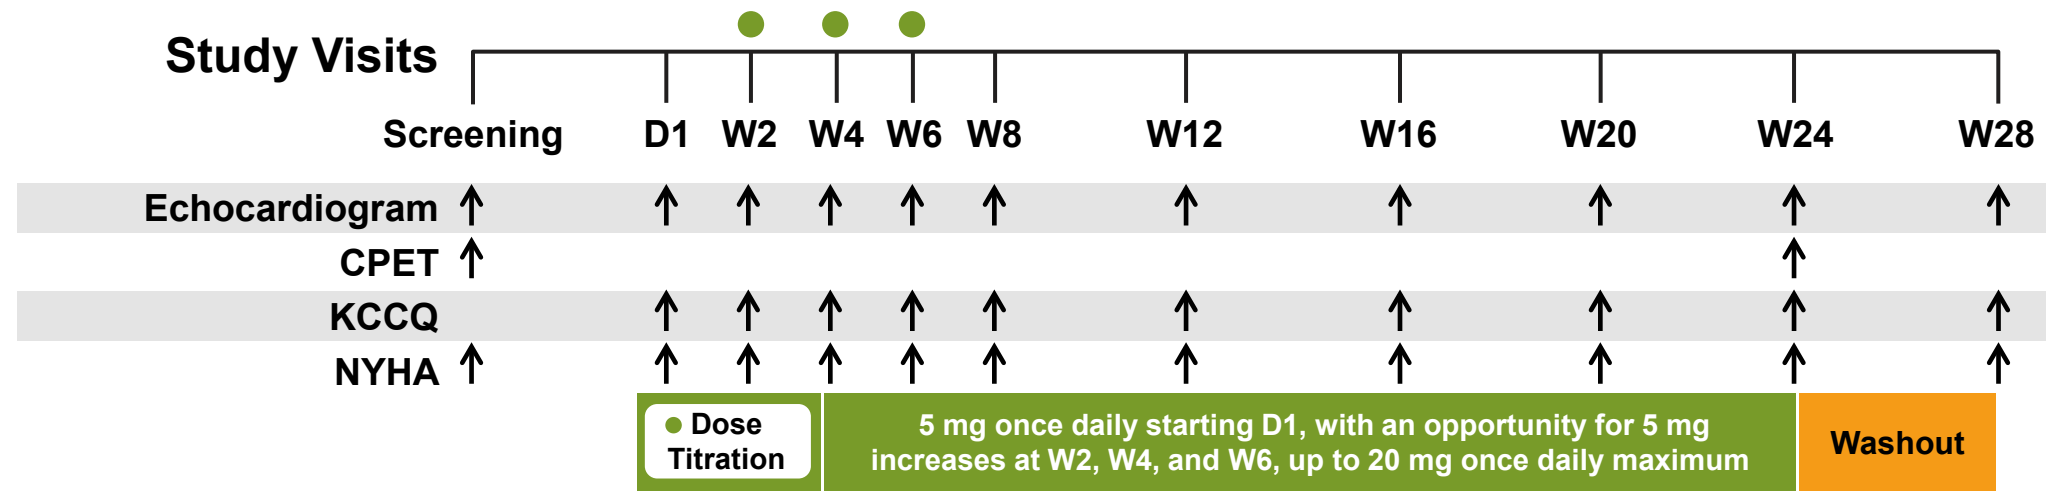 Study Visits
Screening D1 W2 W4 W6 W8 W12 W16 W20 W24 W28
Echocardiogram
CPET
KCCQ
NYHA
Dose
Titration
5 mg once daily starting D1, with an opportunity for 5 mg
increases at W2, W4, and W6, up to 20 mg once daily maximum
Washout